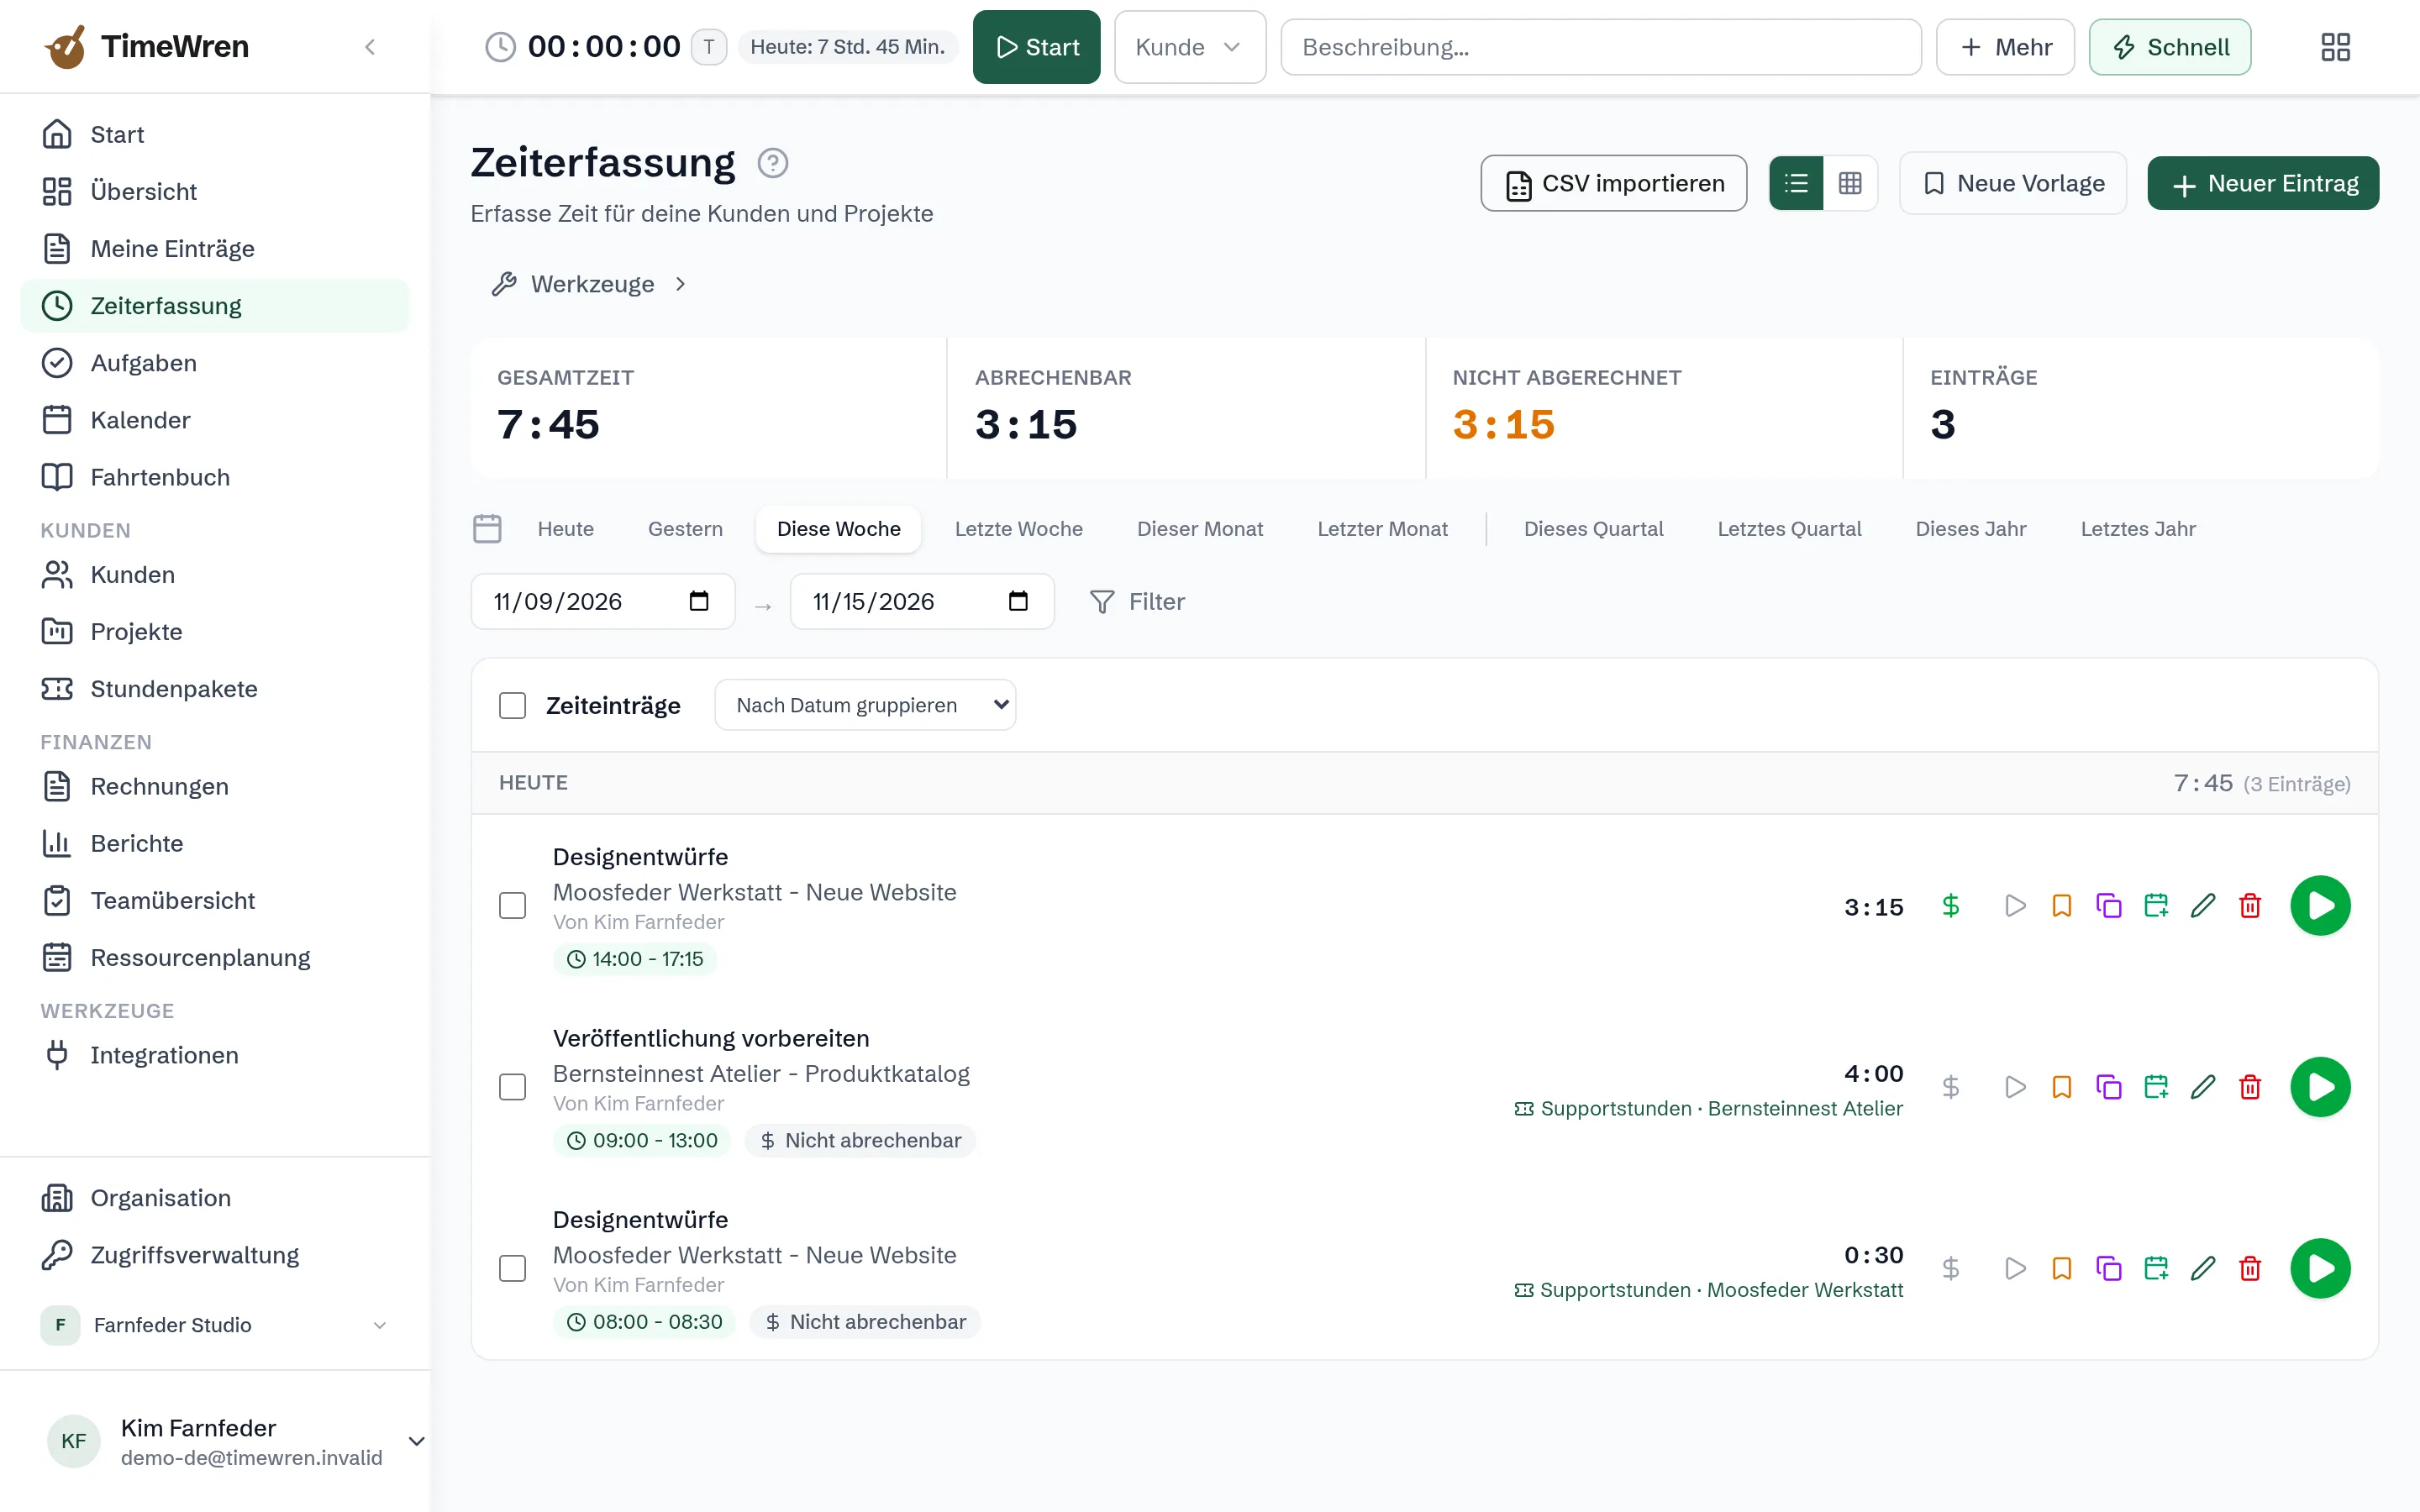 TimeWren
00:00:00
T
Heute: 7 Std. 45 Min.
Start
Kunde
Beschreibung...
Mehr
Schnell
Start
Übersicht
Meine Einträge
Zeiterfassung
Aufgaben
Kalender
Fahrtenbuch
KUNDEN
Kunden
Projekte
Stundenpakete
FINANZEN
Rechnungen
Berichte
Teamübersicht
Ressourcenplanung
WERKZEUGE
Integrationen
Organisation
Zugriffsverwaltung
F
Farnfeder Studio
KF
Kim Farnfeder
demo-de@timewren.invalid
Zeiterfassung
Erfasse Zeit für deine Kunden und Projekte
CSV importieren
Neue Vorlage
Neuer Eintrag
Werkzeuge
GESAMTZEIT
7:45
ABRECHENBAR
3:15
NICHT ABGERECHNET
3:15
EINTRÄGE
3
Heute
Gestern
Diese Woche
Letzte Woche
Dieser Monat
Letzter Monat
Dieses Quartal
Letztes Quartal
Dieses Jahr
Letztes Jahr
11/09/2026
→
11/15/2026
Filter
Zeiteinträge
Nach Datum gruppieren
HEUTE
7:45 (3 Einträge)
Designentwürfe
Moosfeder Werkstatt - Neue Website
Von Kim Farnfeder
14:00 - 17:15
3:15
Veröffentlichung vorbereiten
Bernsteinnest Atelier - Produktkatalog
Von Kim Farnfeder
09:00 - 13:00
Nicht abrechenbar
4:00
Supportstunden · Bernsteinnest Atelier
Designentwürfe
Moosfeder Werkstatt - Neue Website
Von Kim Farnfeder
08:00 - 08:30
Nicht abrechenbar
0:30
Supportstunden · Moosfeder Werkstatt